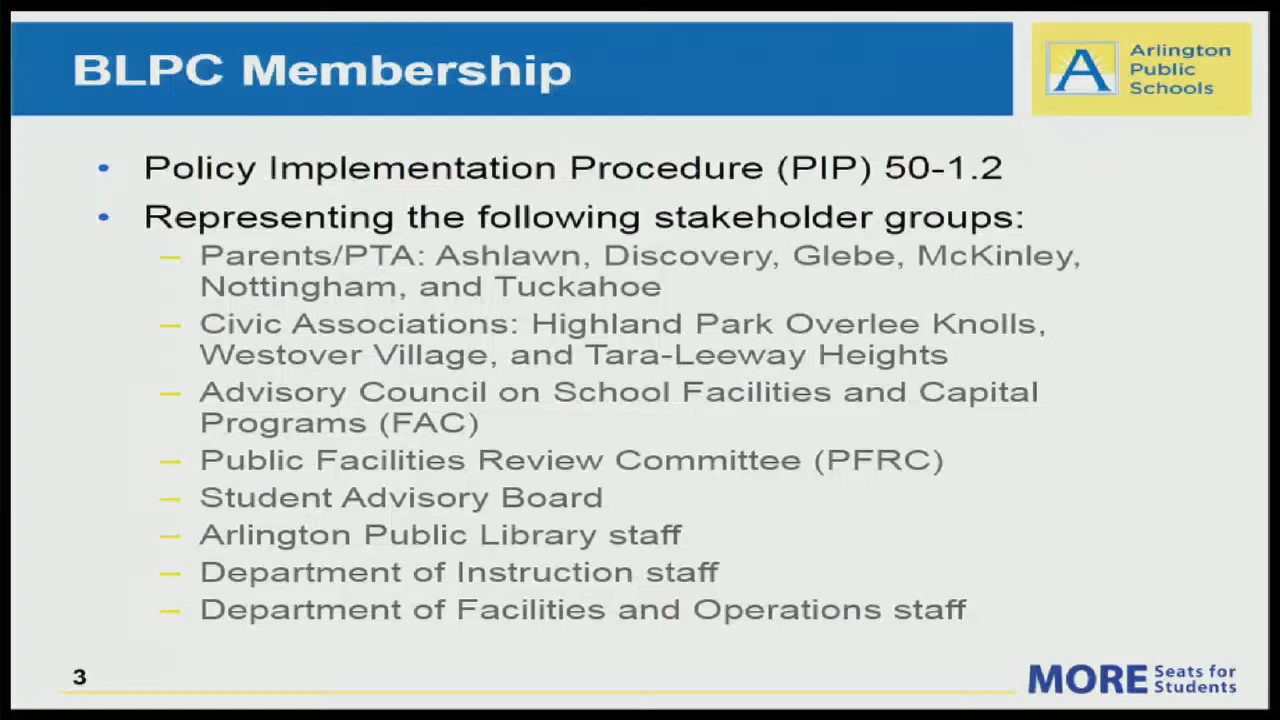 BLPC Membership
A
Arlington
Public
Schools
• Policy Implementation Procedure (PIP) 50-1.2
• Representing the following stakeholder groups:
– Parents/PTA: Ashlawn, Discovery, Glebe, McKinley,
Nottingham, and Tuckahoe
– Civic Associations: Highland Park Overlee Knolls,
Westover Village, and Tara-Leeway Heights
– Advisory Council on School Facilities and Capital
Programs (FAC)
– Public Facilities Review Committee (PFRC)
– Student Advisory Board
– Arlington Public Library staff
– Department of Instruction staff
– Department of Facilities and Operations staff
3
MORE Seats for
Students